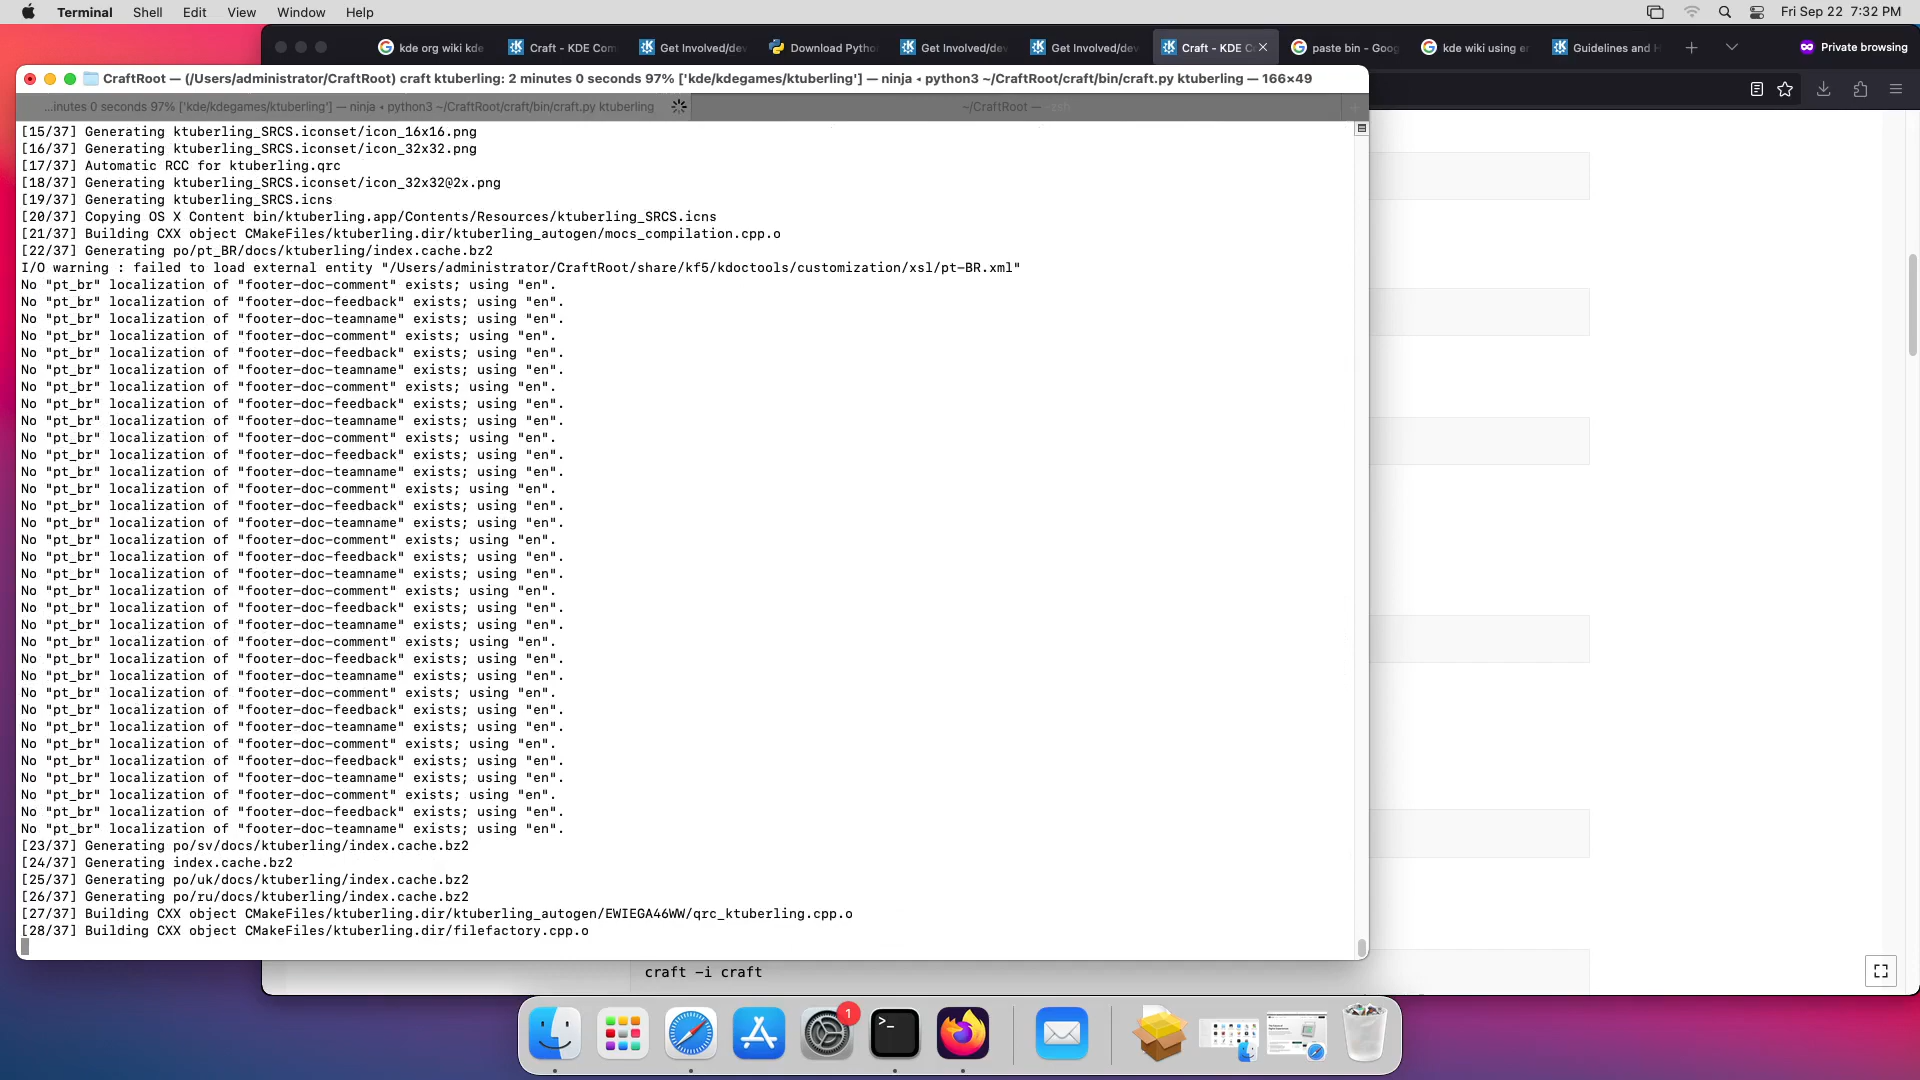 Terminal Shell Edit View Window Help Fri Sep 22 7:32 PM
kde org wiki kde Craft - KDE Com Get Involved/dev Download Pytho Get Involved/dev Get Involved/dev Craft - KDE C paste bin - Goog kde wiki using er Guidelines and H Private browsing
CraftRoot — (/Users/administrator/CraftRoot) craft ktuberling: 2 minutes 0 seconds 97% ['kde/kdegames/ktuberling'] — ninja ◂ python3 ~/CraftRoot/craft/bin/craft.py ktuberling — 166×49
...inutes 0 seconds 97% ['kde/kdegames/ktuberling'] — ninja ◂ python3 ~/CraftRoot/craft/bin/craft.py ktuberling ~/CraftRoot — -zsh
[15/37] Generating ktuberling_SRCS.iconset/icon_16x16.png
[16/37] Generating ktuberling_SRCS.iconset/icon_32x32.png
[17/37] Automatic RCC for ktuberling.qrc
[18/37] Generating ktuberling_SRCS.iconset/icon_32x32@2x.png
[19/37] Generating ktuberling_SRCS.icns
[20/37] Copying OS X Content bin/ktuberling.app/Contents/Resources/ktuberling_SRCS.icns
[21/37] Building CXX object CMakeFiles/ktuberling.dir/ktuberling_autogen/mocs_compilation.cpp.o
[22/37] Generating po/pt_BR/docs/ktuberling/index.cache.bz2
I/O warning : failed to load external entity "/Users/administrator/CraftRoot/share/kf5/kdoctools/customization/xsl/pt-BR.xml"
No "pt_br" localization of "footer-doc-comment" exists; using "en".
No "pt_br" localization of "footer-doc-feedback" exists; using "en".
No "pt_br" localization of "footer-doc-teamname" exists; using "en".
No "pt_br" localization of "footer-doc-comment" exists; using "en".
No "pt_br" localization of "footer-doc-feedback" exists; using "en".
No "pt_br" localization of "footer-doc-teamname" exists; using "en".
No "pt_br" localization of "footer-doc-comment" exists; using "en".
No "pt_br" localization of "footer-doc-feedback" exists; using "en".
No "pt_br" localization of "footer-doc-teamname" exists; using "en".
No "pt_br" localization of "footer-doc-comment" exists; using "en".
No "pt_br" localization of "footer-doc-feedback" exists; using "en".
No "pt_br" localization of "footer-doc-teamname" exists; using "en".
No "pt_br" localization of "footer-doc-comment" exists; using "en".
No "pt_br" localization of "footer-doc-feedback" exists; using "en".
No "pt_br" localization of "footer-doc-teamname" exists; using "en".
No "pt_br" localization of "footer-doc-comment" exists; using "en".
No "pt_br" localization of "footer-doc-feedback" exists; using "en".
No "pt_br" localization of "footer-doc-teamname" exists; using "en".
No "pt_br" localization of "footer-doc-comment" exists; using "en".
No "pt_br" localization of "footer-doc-feedback" exists; using "en".
No "pt_br" localization of "footer-doc-teamname" exists; using "en".
No "pt_br" localization of "footer-doc-comment" exists; using "en".
No "pt_br" localization of "footer-doc-feedback" exists; using "en".
No "pt_br" localization of "footer-doc-teamname" exists; using "en".
No "pt_br" localization of "footer-doc-comment" exists; using "en".
No "pt_br" localization of "footer-doc-feedback" exists; using "en".
No "pt_br" localization of "footer-doc-teamname" exists; using "en".
No "pt_br" localization of "footer-doc-comment" exists; using "en".
No "pt_br" localization of "footer-doc-feedback" exists; using "en".
No "pt_br" localization of "footer-doc-teamname" exists; using "en".
No "pt_br" localization of "footer-doc-comment" exists; using "en".
No "pt_br" localization of "footer-doc-feedback" exists; using "en".
No "pt_br" localization of "footer-doc-teamname" exists; using "en".
[23/37] Generating po/sv/docs/ktuberling/index.cache.bz2
[24/37] Generating index.cache.bz2
[25/37] Generating po/uk/docs/ktuberling/index.cache.bz2
[26/37] Generating po/ru/docs/ktuberling/index.cache.bz2
[27/37] Building CXX object CMakeFiles/ktuberling.dir/ktuberling_autogen/EWIEGA46WW/qrc_ktuberling.cpp.o
[28/37] Building CXX object CMakeFiles/ktuberling.dir/filefactory.cpp.o
craft -i craft
1